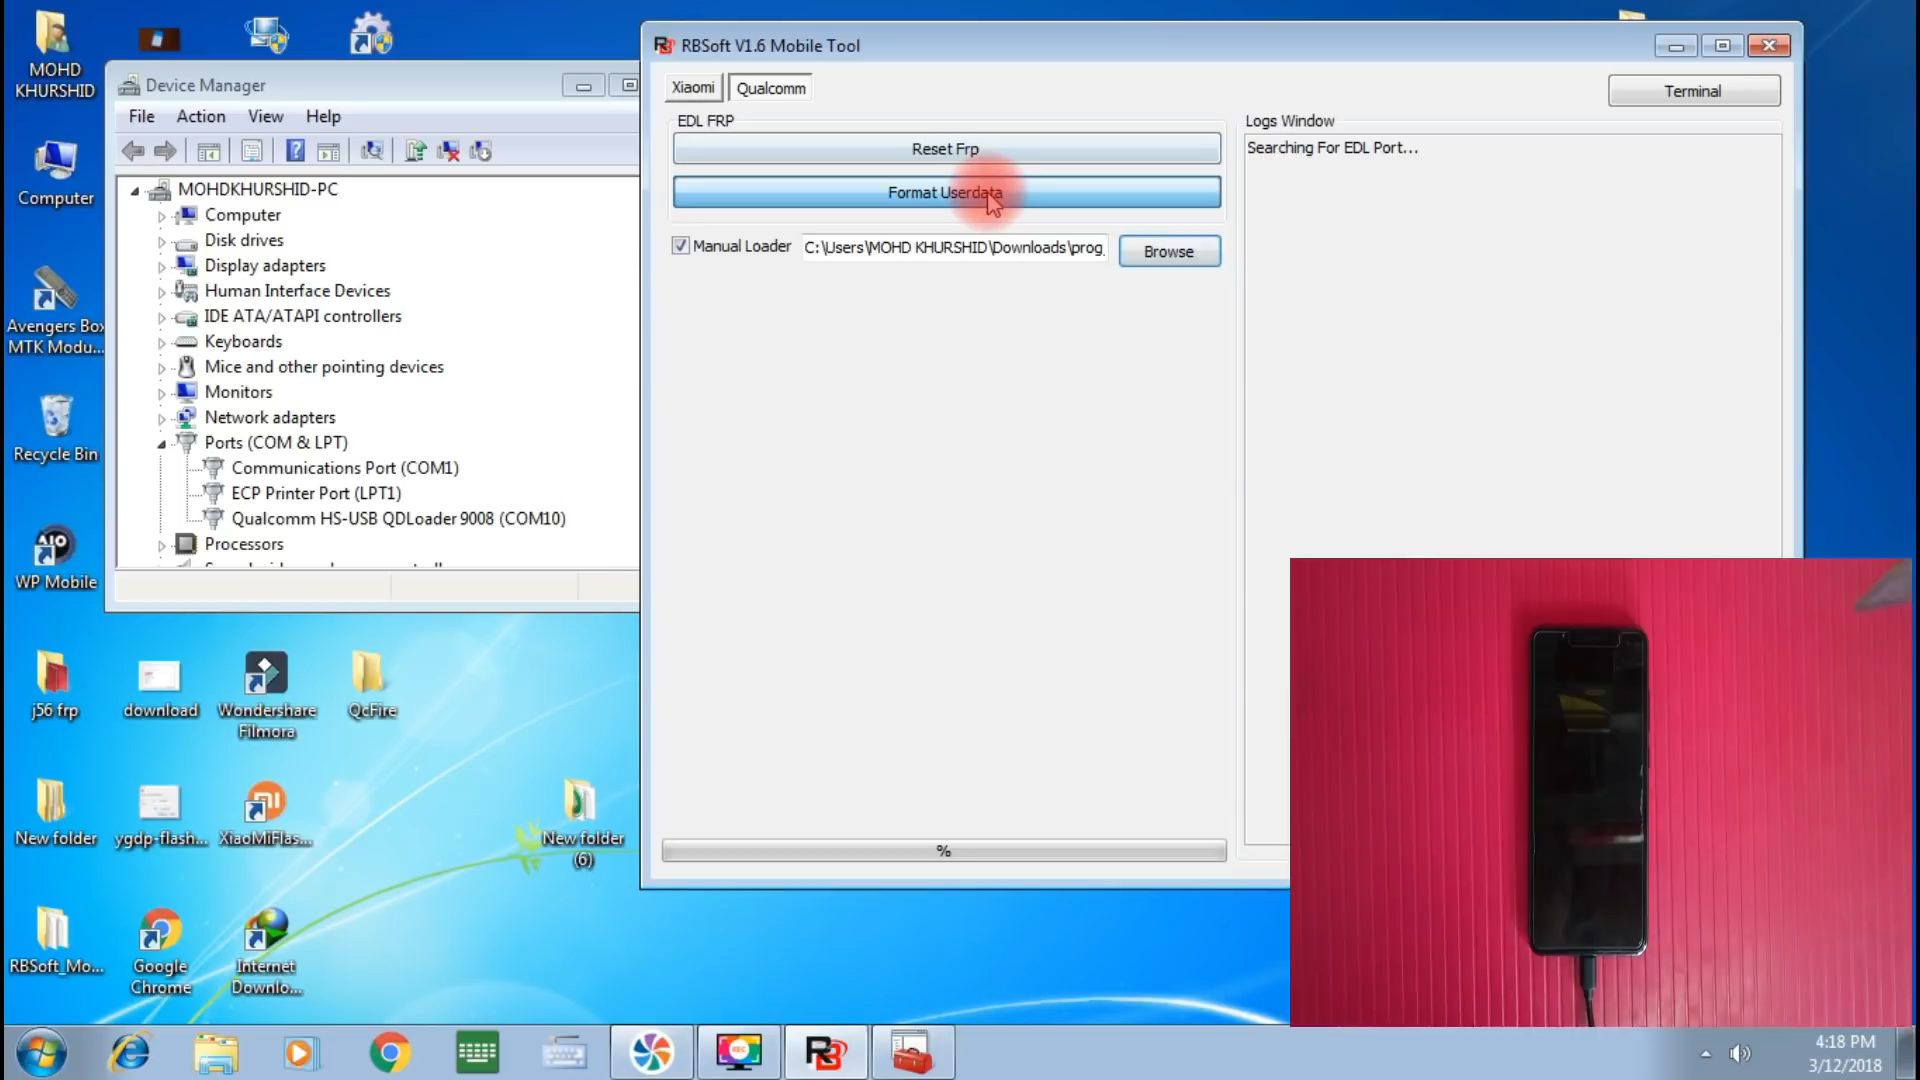 MOHD
KHURSHID
Computer
Avengers Box
MTK Modu...
Recycle Bin
AIO
WP Mobile
j56 frp
download
Wondershare
Filmora
QcFire
New folder
ygdp-flash...
XiaoMiFlas...
New folder
(6)
RBSoft_Mo...
Google
Chrome
Internet
Downlo...
Device Manager
File Action View Help
MOHDKHURSHID-PC
Computer
Disk drives
Display adapters
Human Interface Devices
IDE ATA/ATAPI controllers
Keyboards
Mice and other pointing devices
Monitors
Network adapters
Ports (COM & LPT)
Communications Port (COM1)
ECP Printer Port (LPT1)
Qualcomm HS-USB QDLoader 9008 (COM10)
Processors
RBSoft V1.6 Mobile Tool
Xiaomi Qualcomm
Terminal
EDL FRP
Reset Frp
Format Userdata
Manual Loader C:\Users\MOHD KHURSHID\Downloads\prog_
Browse
Logs Window
Searching For EDL Port...
%
REC
4:18 PM
3/12/2018